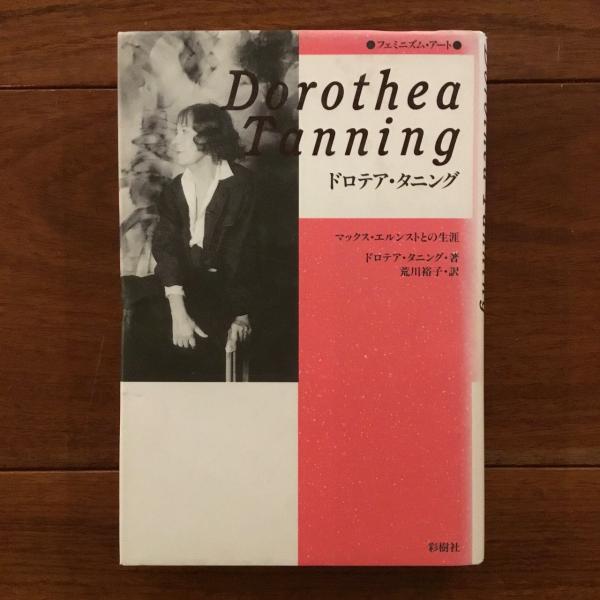 ●フェミニズム・アート●
Dorothea
Tanning
ドロテア・タニング
マックス・エルンストとの生涯
ドロテア・タニング・著
荒川裕子・訳
彩樹社
Dorothea Tanning